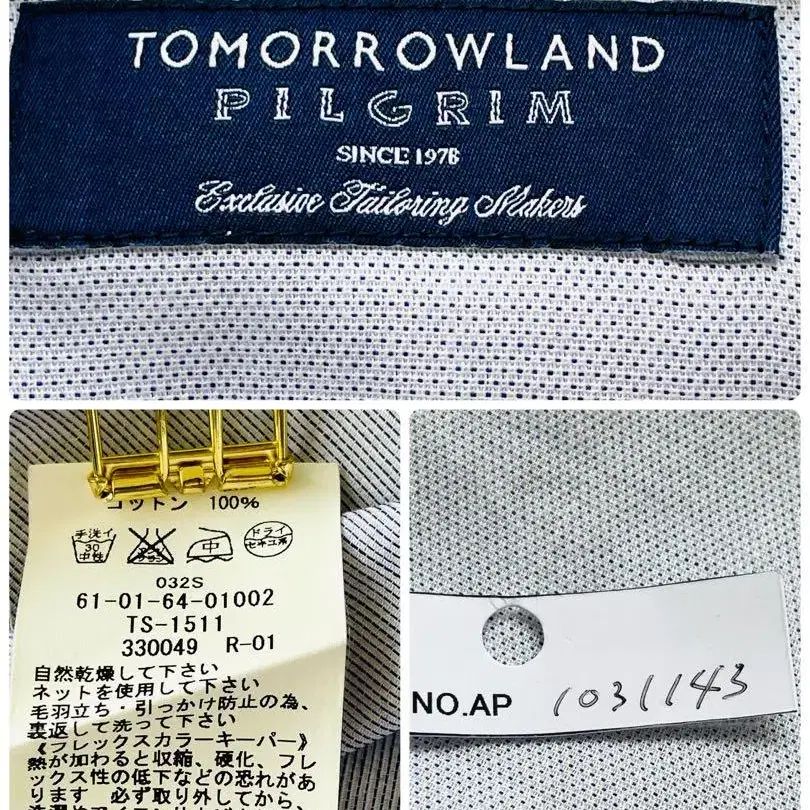 TOMORROWLAND
PILGRIM
SINCE 1978
Exclusive Tailoring Makers
コットン 100%
手洗イ
30
中性
エンソ
サラシ
中
ドライ
セキユ系
032S
61-01-64-01002
TS-1511
330049 R-01
自然乾燥して下さい
ネットを使用して下さい
毛羽立ち・引っかけ防止の為、
裏返して洗って下さい
《フレックスカラーキーパー》
熱が加わると収縮、硬化、フレ
ックス性の低下などの恐れがあ
ります 必ず取り外してから、
NO.AP 1031143